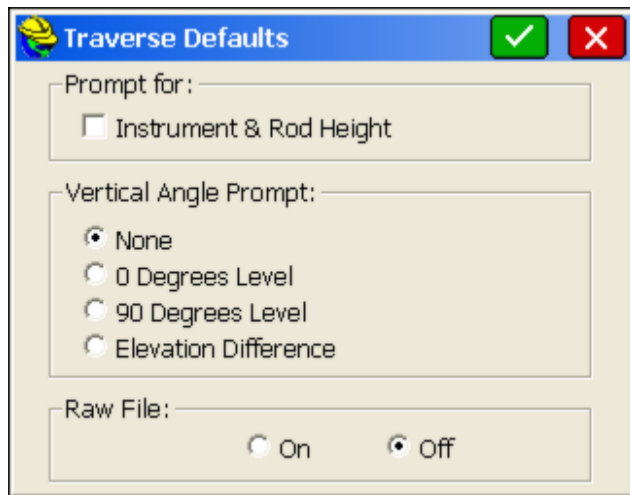 Traverse Defaults
Prompt for:
Instrument & Rod Height
Vertical Angle Prompt:
None
0 Degrees Level
90 Degrees Level
Elevation Difference
Raw File:
On Off